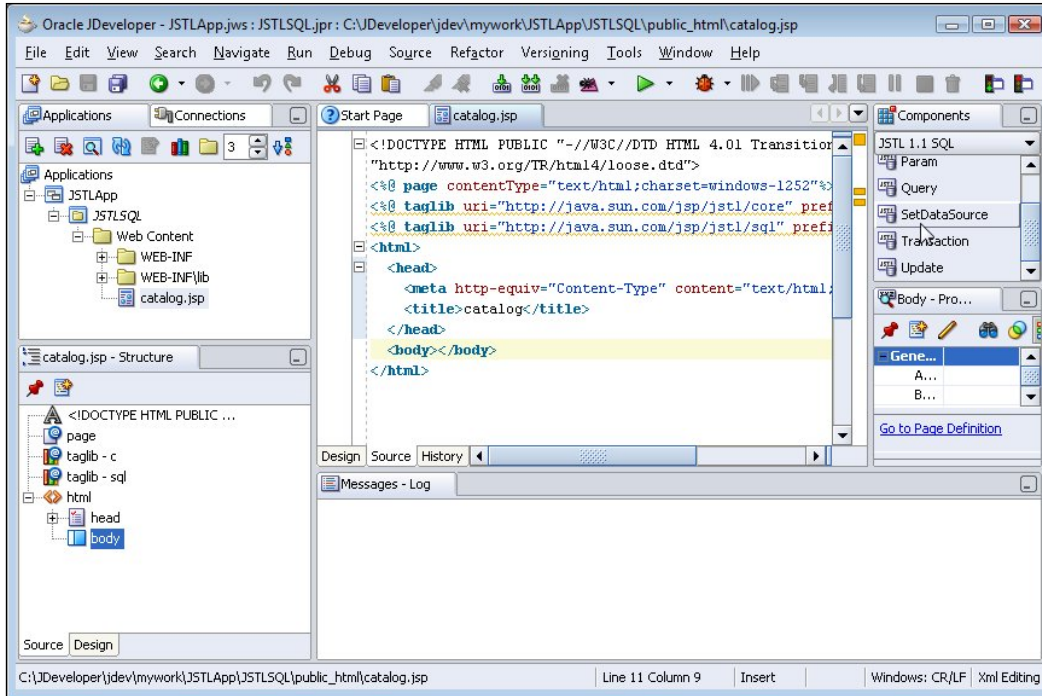 Oracle JDeveloper - JSTLApp.jws : JSTLSQL.jpr : C:\JDeveloper\jdev\mywork\JSTLApp\JSTLSQL\public_html\catalog.jsp
File Edit View Search Navigate Run Debug Source Refactor Versioning Tools Window Help
Applications Connections
3
Applications
JSTLApp
JSTLSQL
Web Content
WEB-INF
WEB-INF\lib
catalog.jsp
catalog.jsp - Structure
<!DOCTYPE HTML PUBLIC ...
page
taglib - c
taglib - sql
html
head
body
Source Design
Start Page catalog.jsp
<!DOCTYPE HTML PUBLIC "-//W3C//DTD HTML 4.01 Transition
"http://www.w3.org/TR/html4/loose.dtd">
<%@ page contentType="text/html;charset=windows-1252"%>
<%@ taglib uri="http://java.sun.com/jsp/jstl/core" pref
<%@ taglib uri="http://java.sun.com/jsp/jstl/sql" prefi
<html>
<head>
<meta http-equiv="Content-Type" content="text/html;
<title>catalog</title>
</head>
<body></body>
</html>
Design Source History
Messages - Log
Components
JSTL 1.1 SQL
Param
Query
SetDataSource
Transaction
Update
Body - Pro...
Gene...
A...
B...
Go to Page Definition
C:\JDeveloper\jdev\mywork\JSTLApp\JSTLSQL\public_html\catalog.jsp Line 11 Column 9 Insert Windows: CR/LF Xml Editing